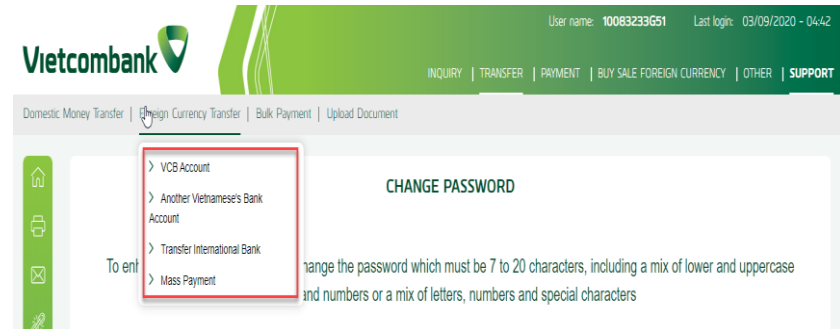 User name: 10083233G51 Last login: 03/09/2020 - 04:42
Vietcombank
INQUIRY | TRANSFER | PAYMENT | BUY SALE FOREIGN CURRENCY | OTHER | SUPPORT
Domestic Money Transfer | Foreign Currency Transfer | Bulk Payment | Upload Document
> VCB Account
> Another Vietnamese's Bank
Account
> Transfer International Bank
> Mass Payment
CHANGE PASSWORD
To enh hange the password which must be 7 to 20 characters, including a mix of lower and uppercase
and numbers or a mix of letters, numbers and special characters